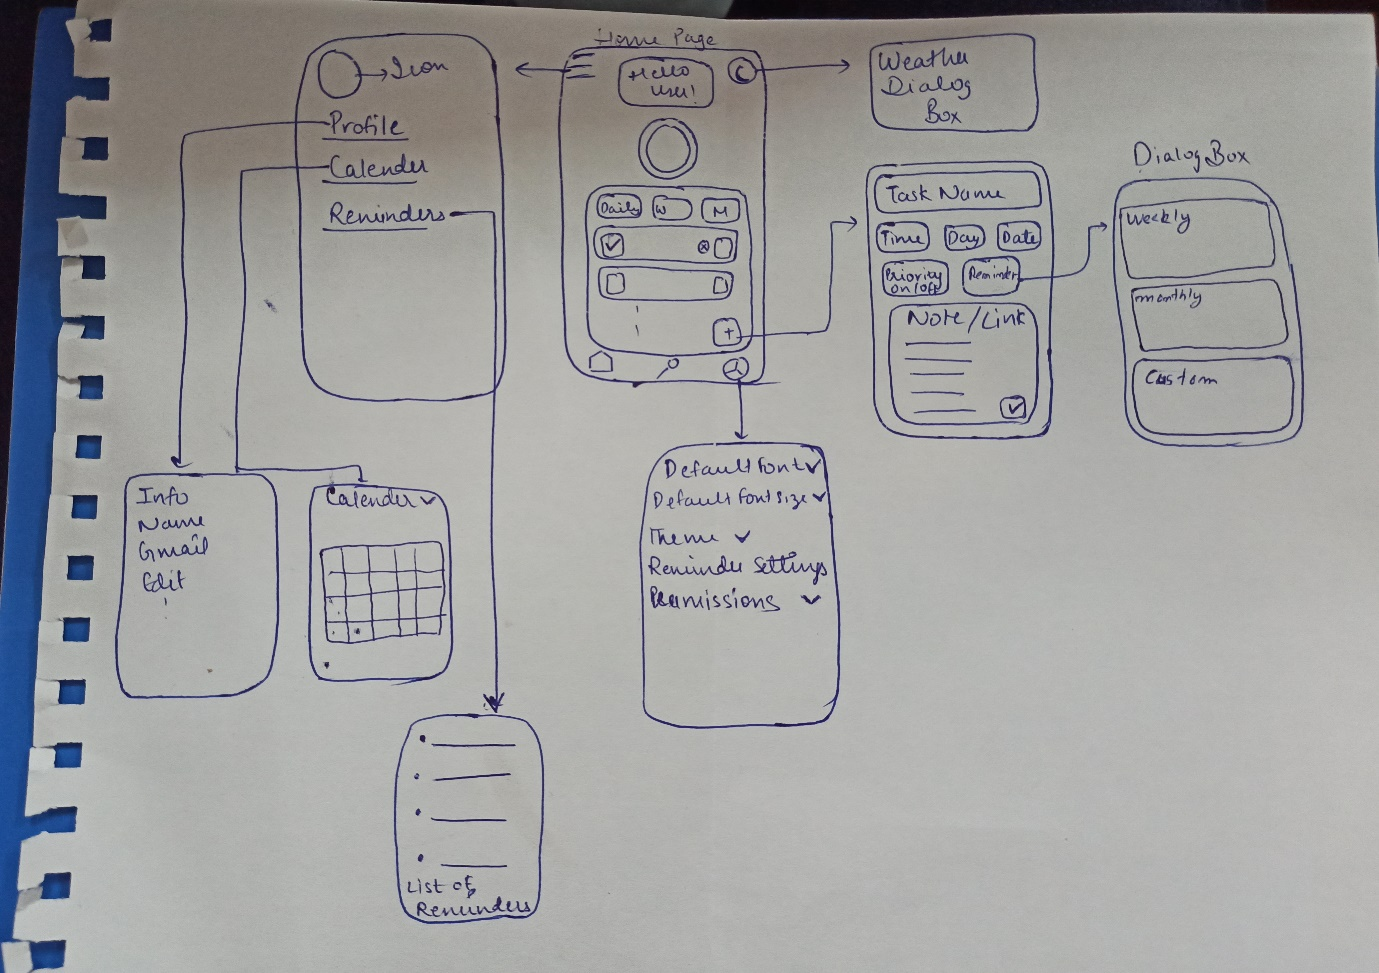 Home Page
Icon
Profile
Calender
Reminders
Hello
user!
C
Daily
W
M
+
Weather
Dialog
Box
Task Name
Time
Day
Date
Priority
on/off
Reminder
Note/Link
Dialog Box
Weekly
monthly
Custom
Info
Name
Gmail
Edit
Calender
Default Font
Default Font Size
Theme
Reminder Settings
Permissions
List of
Reminders